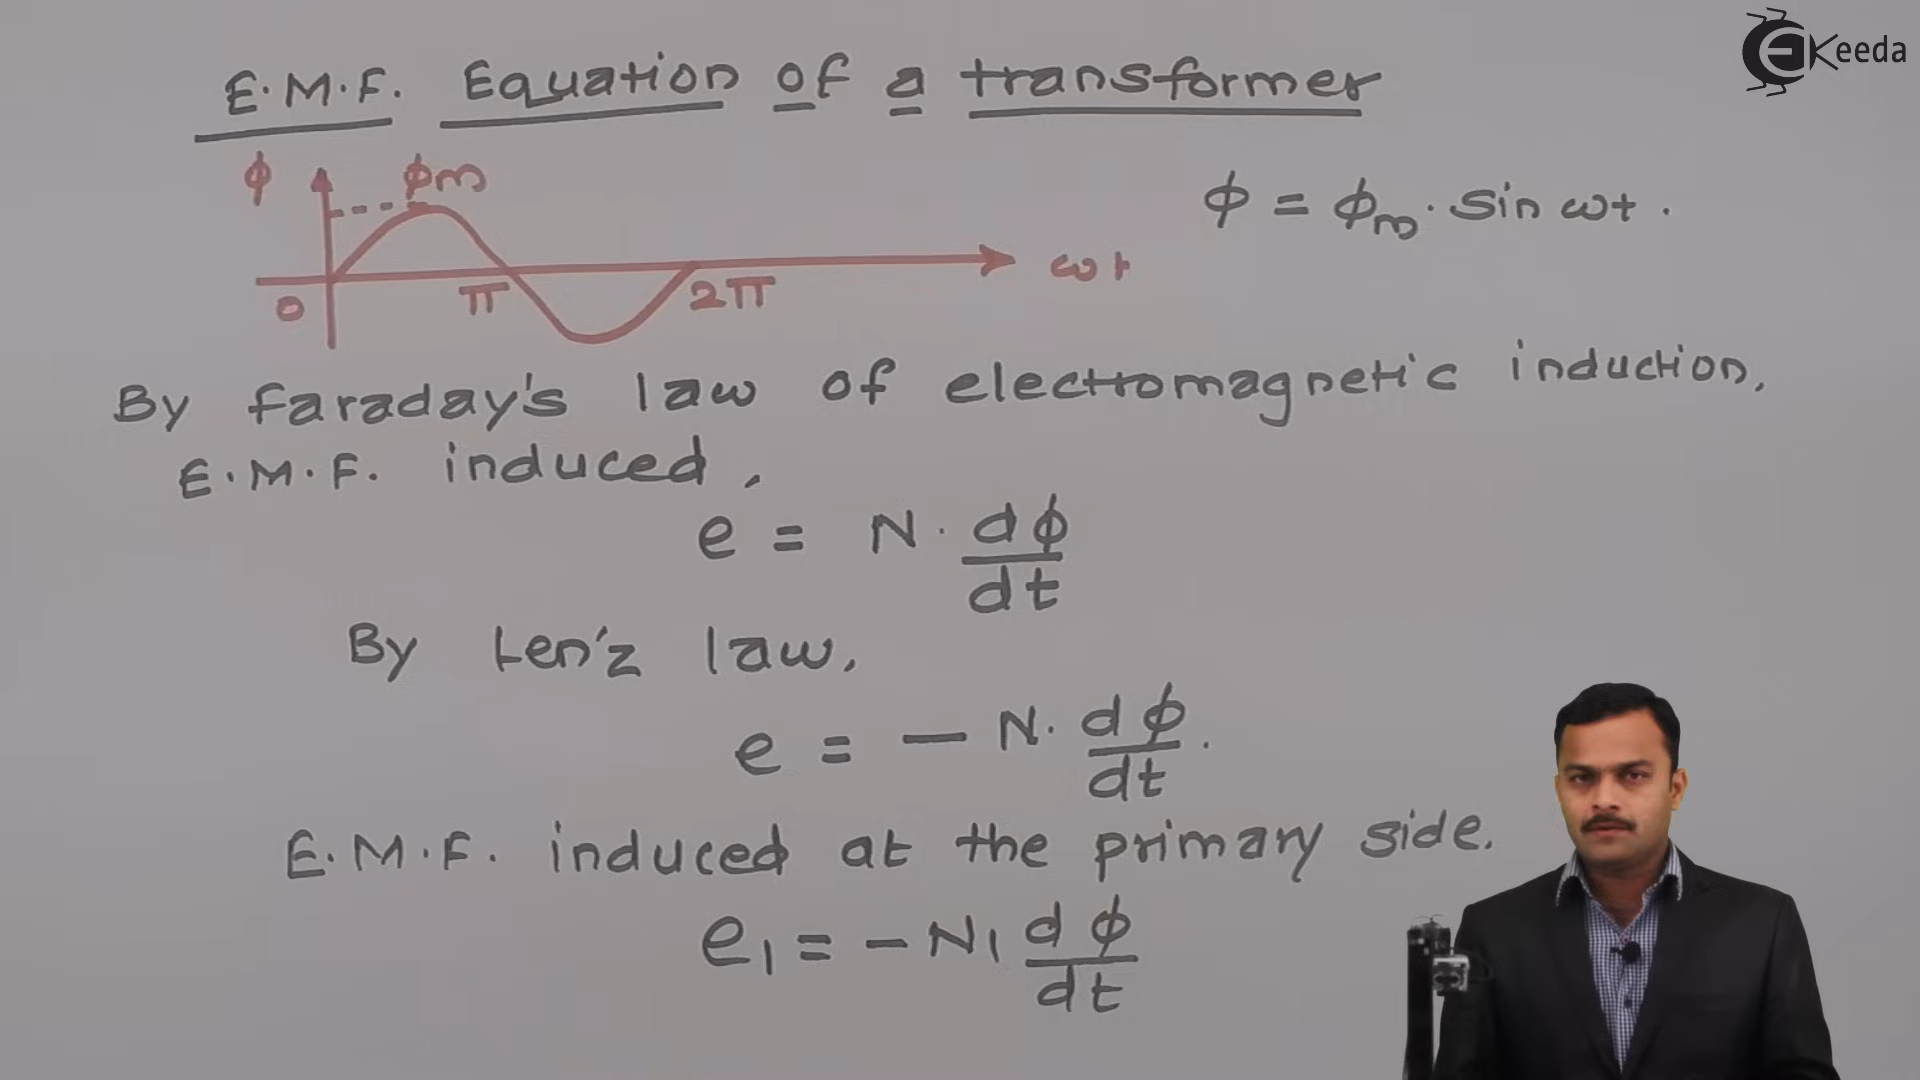 EKeeda
E.M.F. Equation of a transformer
ϕ ϕm
ϕ = ϕm · sin ωt .
0 π 2π ωt
By faraday's law of electromagnetic induction,
E.M.F. induced,
e = N · dϕ/dt
By Len'z law,
e = - N · dϕ/dt .
E.M.F. induced at the primary side.
e1 = - N1 dϕ/dt